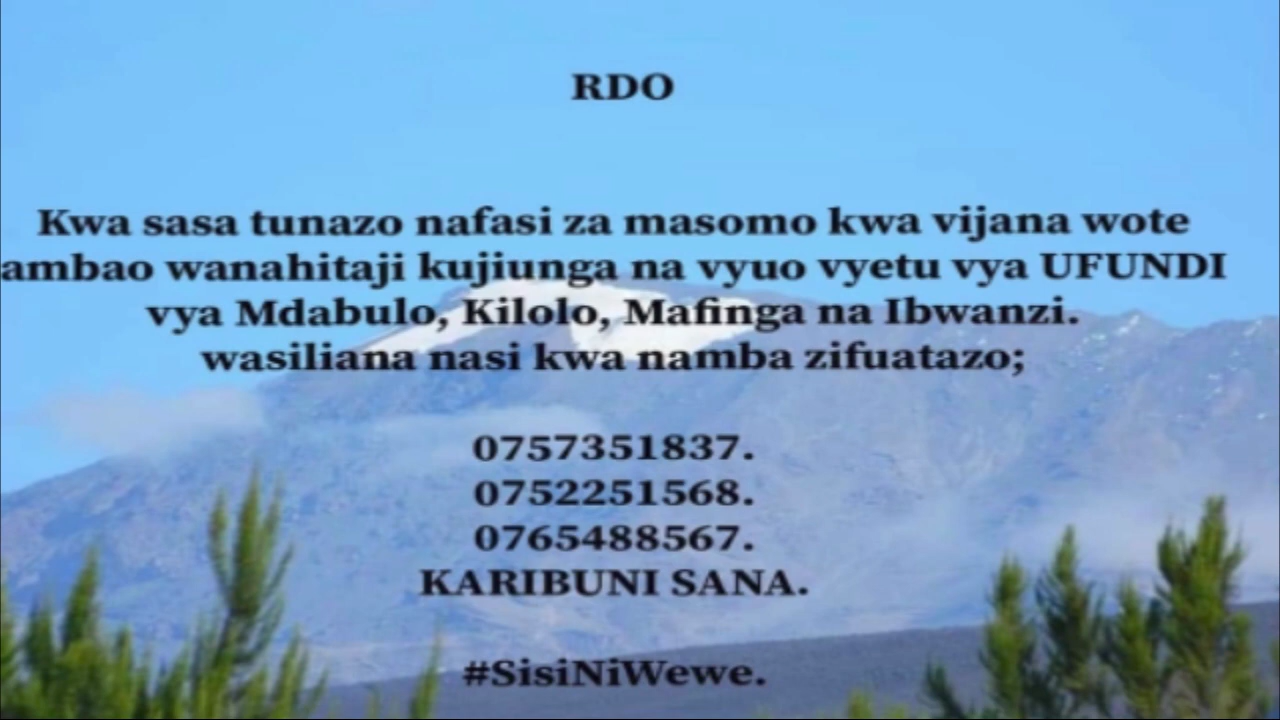 RDO
Kwa sasa tunazo nafasi za masomo kwa vijana wote
ambao wanahitaji kujiunga na vyuo vyetu vya UFUNDI
vya Mdabulo, Kilolo, Mafinga na Ibwanzi.
wasiliana nasi kwa namba zifuatazo;
0757351837.
0752251568.
0765488567.
KARIBUNI SANA.
#SisiNiWewe.